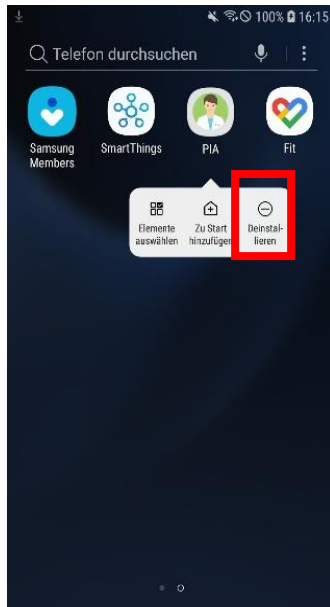 100% 16:15
Telefon durchsuchen
Samsung
Members
SmartThings
PIA
Fit
Elemente
auswählen
Zu Start
hinzufügen
Deinstal-
lieren